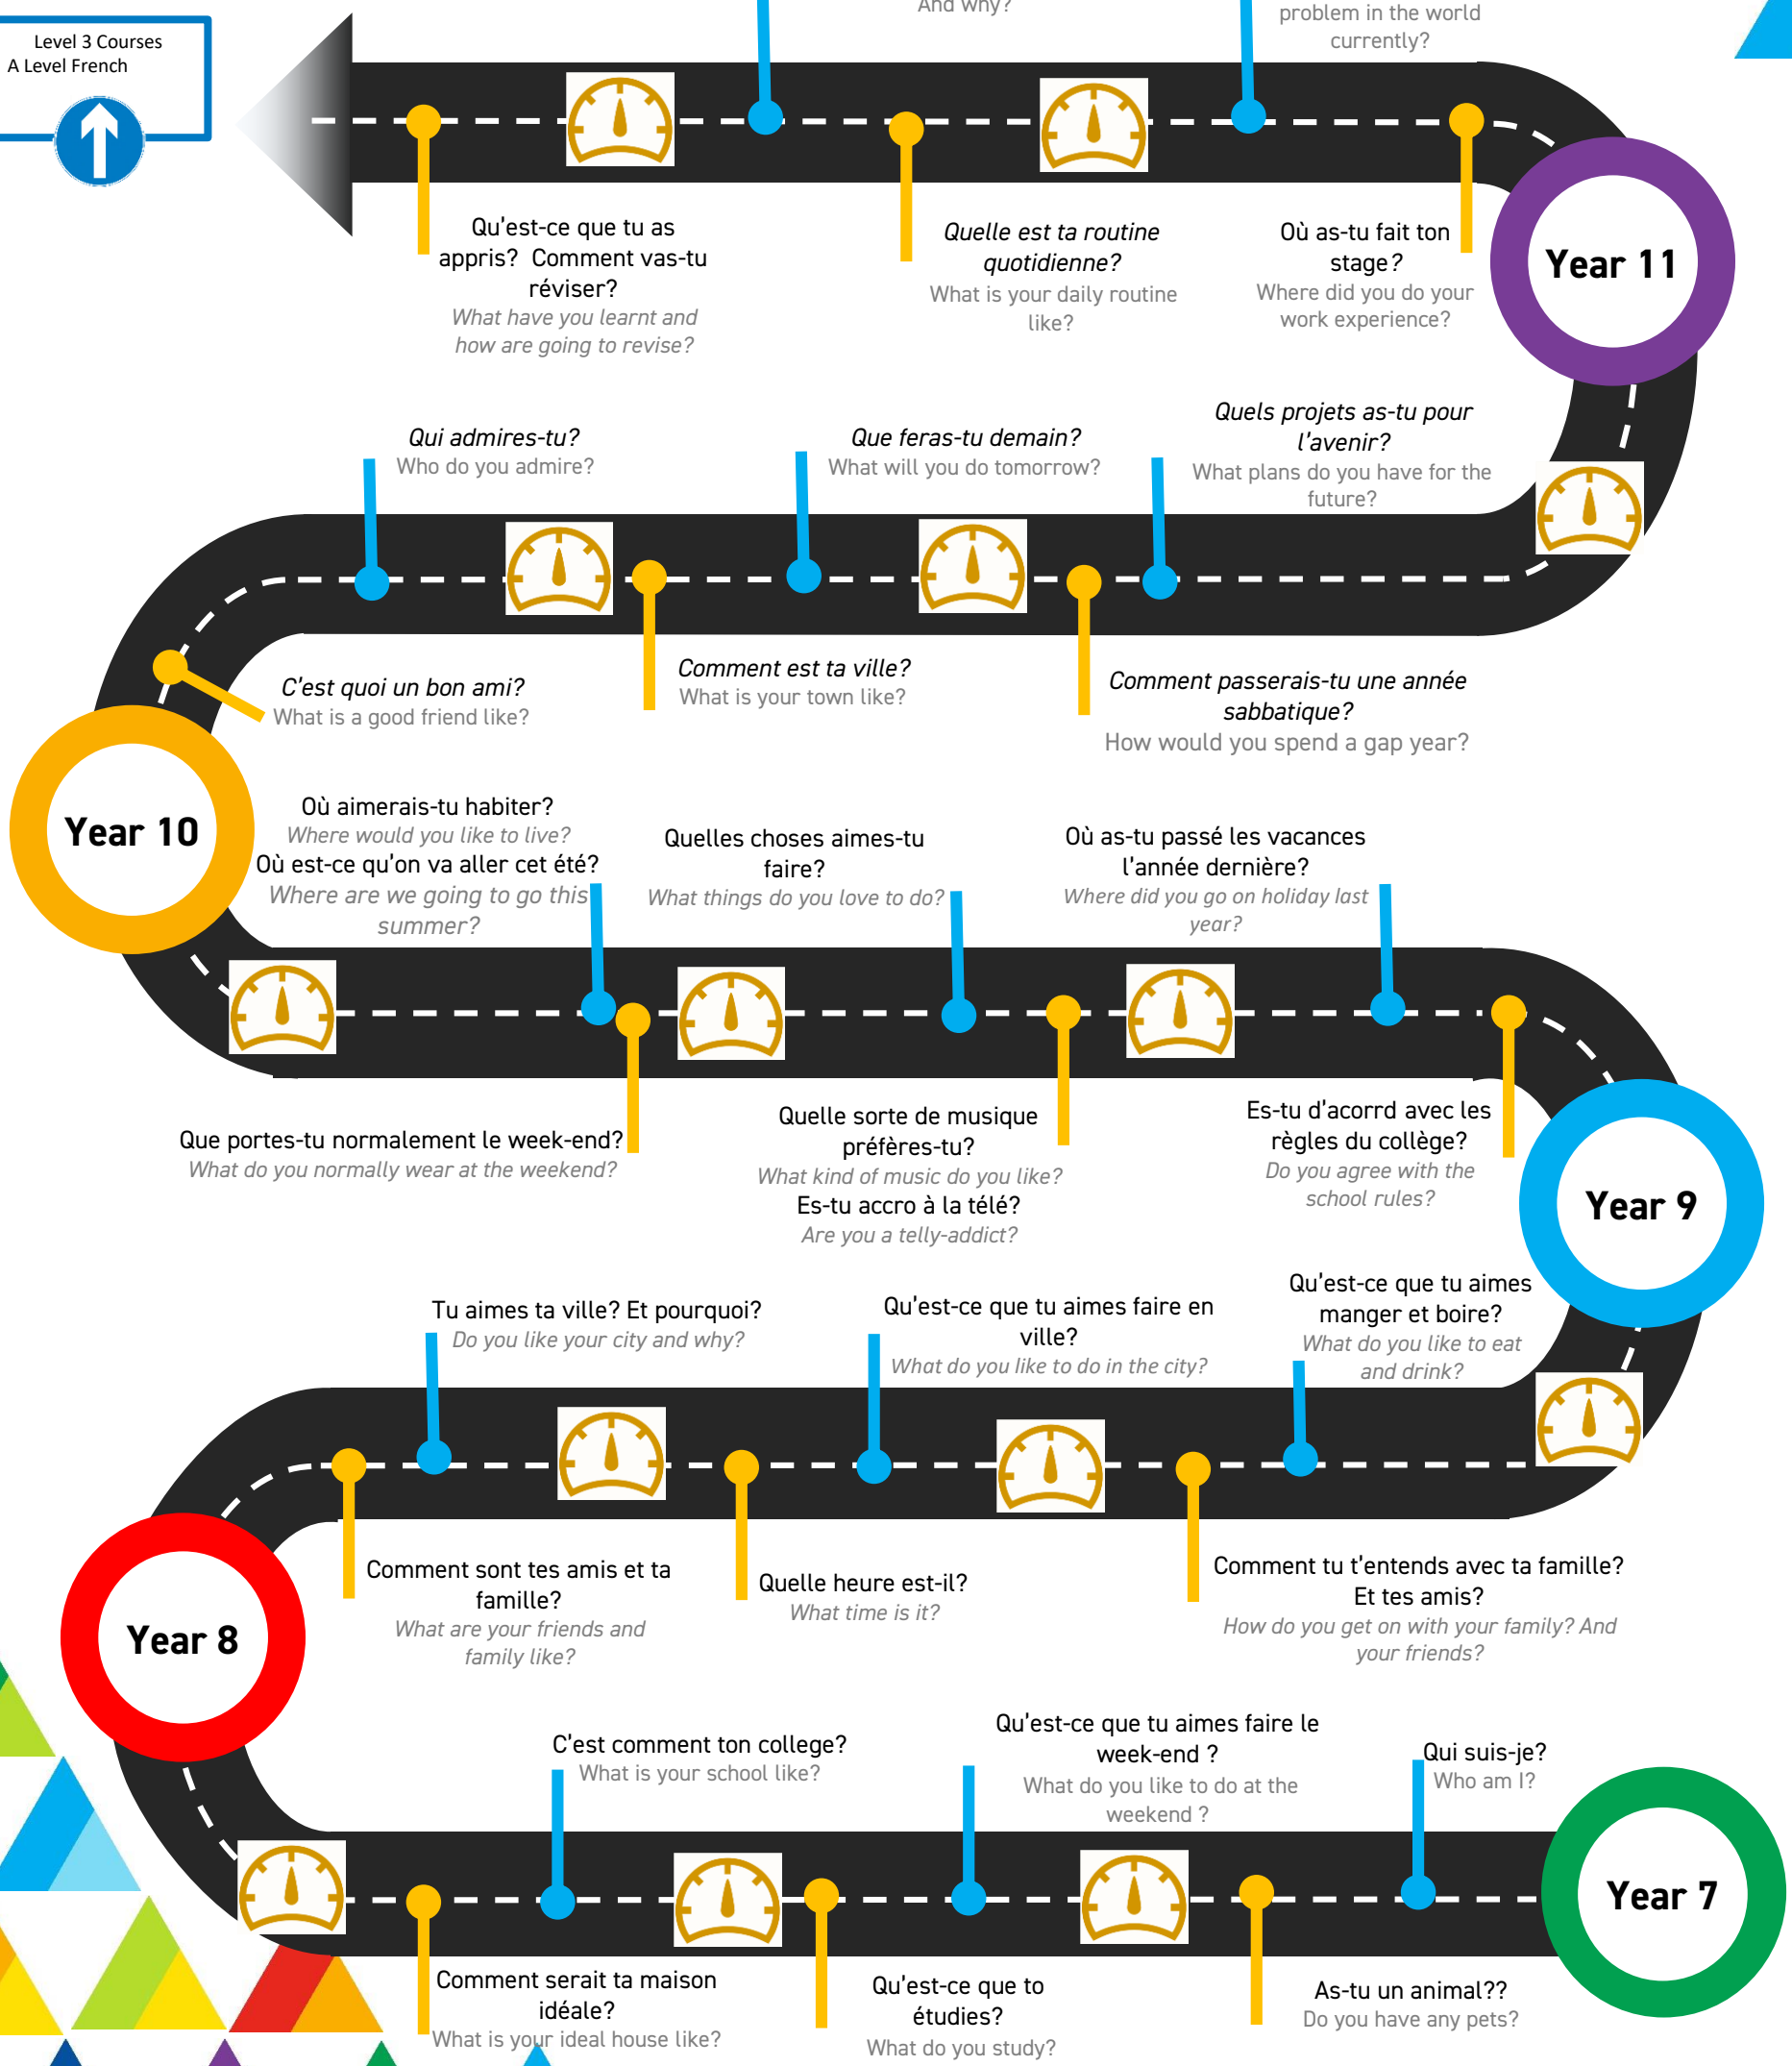 And why?
problem in the world
currently?
Level 3 Courses
A Level French
Qu'est-ce que tu as
appris?  Comment vas-tu
réviser?
What have you learnt and
how are going to revise?
Quelle est ta routine
quotidienne?
What is your daily routine
like?
Où as-tu fait ton
stage?
Where did you do your
work experience?
Year 11
Qui admires-tu?
Who do you admire?
Que feras-tu demain?
What will you do tomorrow?
Quels projets as-tu pour
l'avenir?
What plans do you have for the
future?
C'est quoi un bon ami?
What is a good friend like?
Comment est ta ville?
What is your town like?
Comment passerais-tu une année
sabbatique?
How would you spend a gap year?
Year 10
Où aimerais-tu habiter?
Where would you like to live?
Où est-ce qu'on va aller cet été?
Where are we going to go this
summer?
Quelles choses aimes-tu
faire?
What things do you love to do?
Où as-tu passé les vacances
l'année dernière?
Where did you go on holiday last
year?
Que portes-tu normalement le week-end?
What do you normally wear at the weekend?
Quelle sorte de musique
préfères-tu?
What kind of music do you like?
Es-tu accro à la télé?
Are you a telly-addict?
Es-tu d'acorrd avec les
règles du collège?
Do you agree with the
school rules?
Year 9
Tu aimes ta ville? Et pourquoi?
Do you like your city and why?
Qu'est-ce que tu aimes faire en
ville?
What do you like to do in the city?
Qu'est-ce que tu aimes
manger et boire?
What do you like to eat
and drink?
Comment sont tes amis et ta
famille?
What are your friends and
family like?
Quelle heure est-il?
What time is it?
Comment tu t'entends avec ta famille?
Et tes amis?
How do you get on with your family? And
your friends?
Year 8
C'est comment ton college?
What is your school like?
Qu'est-ce que tu aimes faire le
week-end ?
What do you like to do at the
weekend ?
Qui suis-je?
Who am I?
Year 7
Comment serait ta maison
idéale?
What is your ideal house like?
Qu'est-ce que to
étudies?
What do you study?
As-tu un animal??
Do you have any pets?